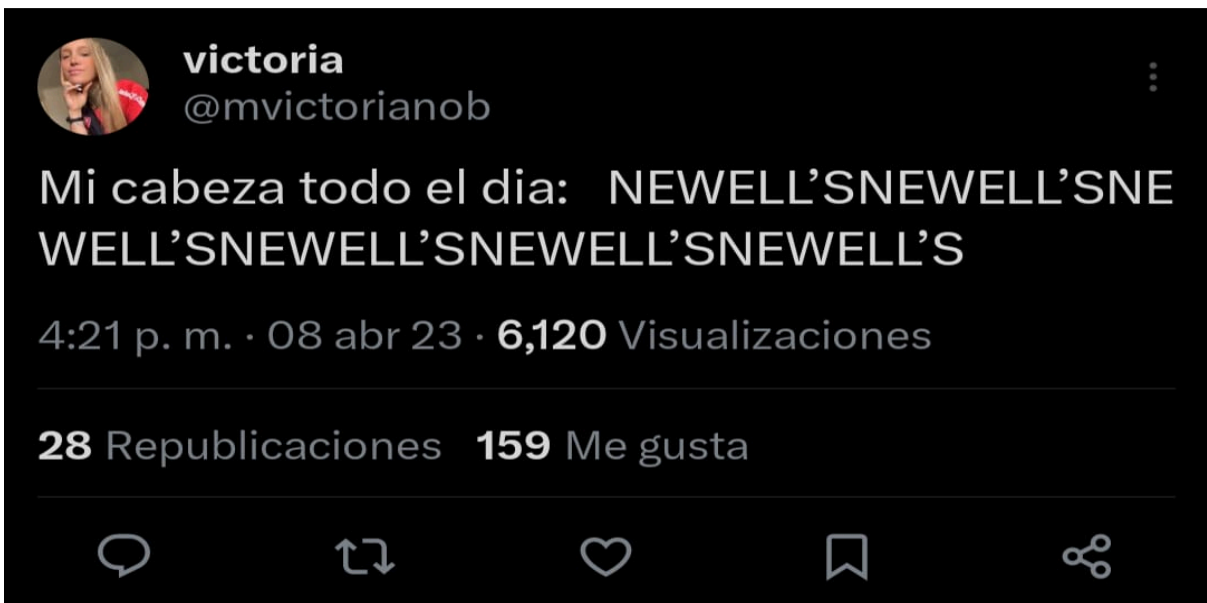 victoria
@mvictorianob
Mi cabeza todo el dia:   NEWELL’SNEWELL’SNE
WELL’SNEWELL’SNEWELL’SNEWELL’S
4:21 p. m. · 08 abr 23 · 6,120 Visualizaciones
28 Republicaciones 159 Me gusta